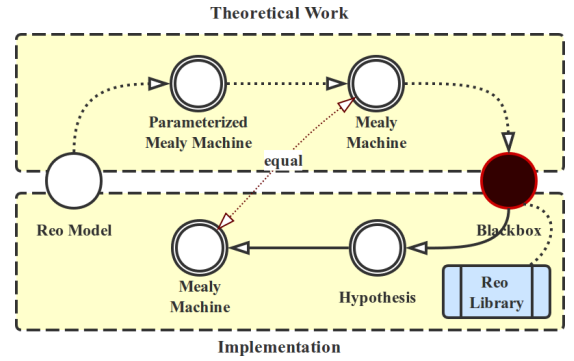 Theoretical Work
Parameterized
Mealy Machine
Mealy
Machine
equal
Reo Model
Blackbox
Mealy
Machine
Hypothesis
Reo
Library
Implementation